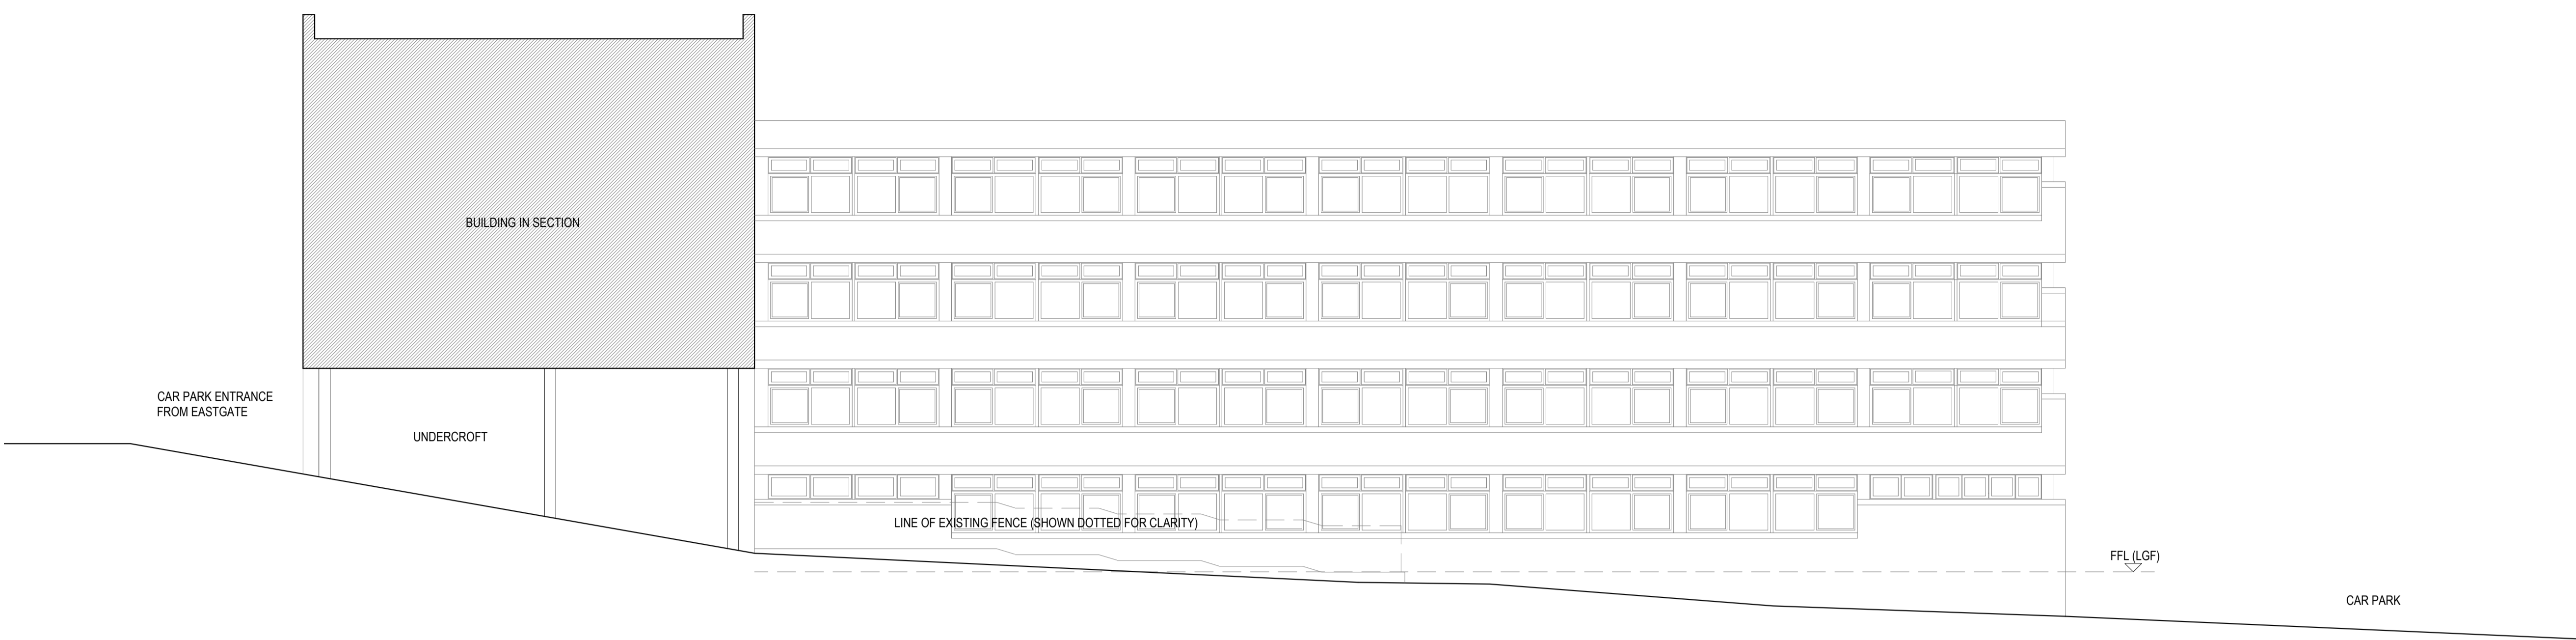 BUILDING IN SECTION
CAR PARK ENTRANCE
FROM EASTGATE
UNDERCROFT
LINE OF EXISTING FENCE (SHOWN DOTTED FOR CLARITY)
FFL (LGF)
CAR PARK